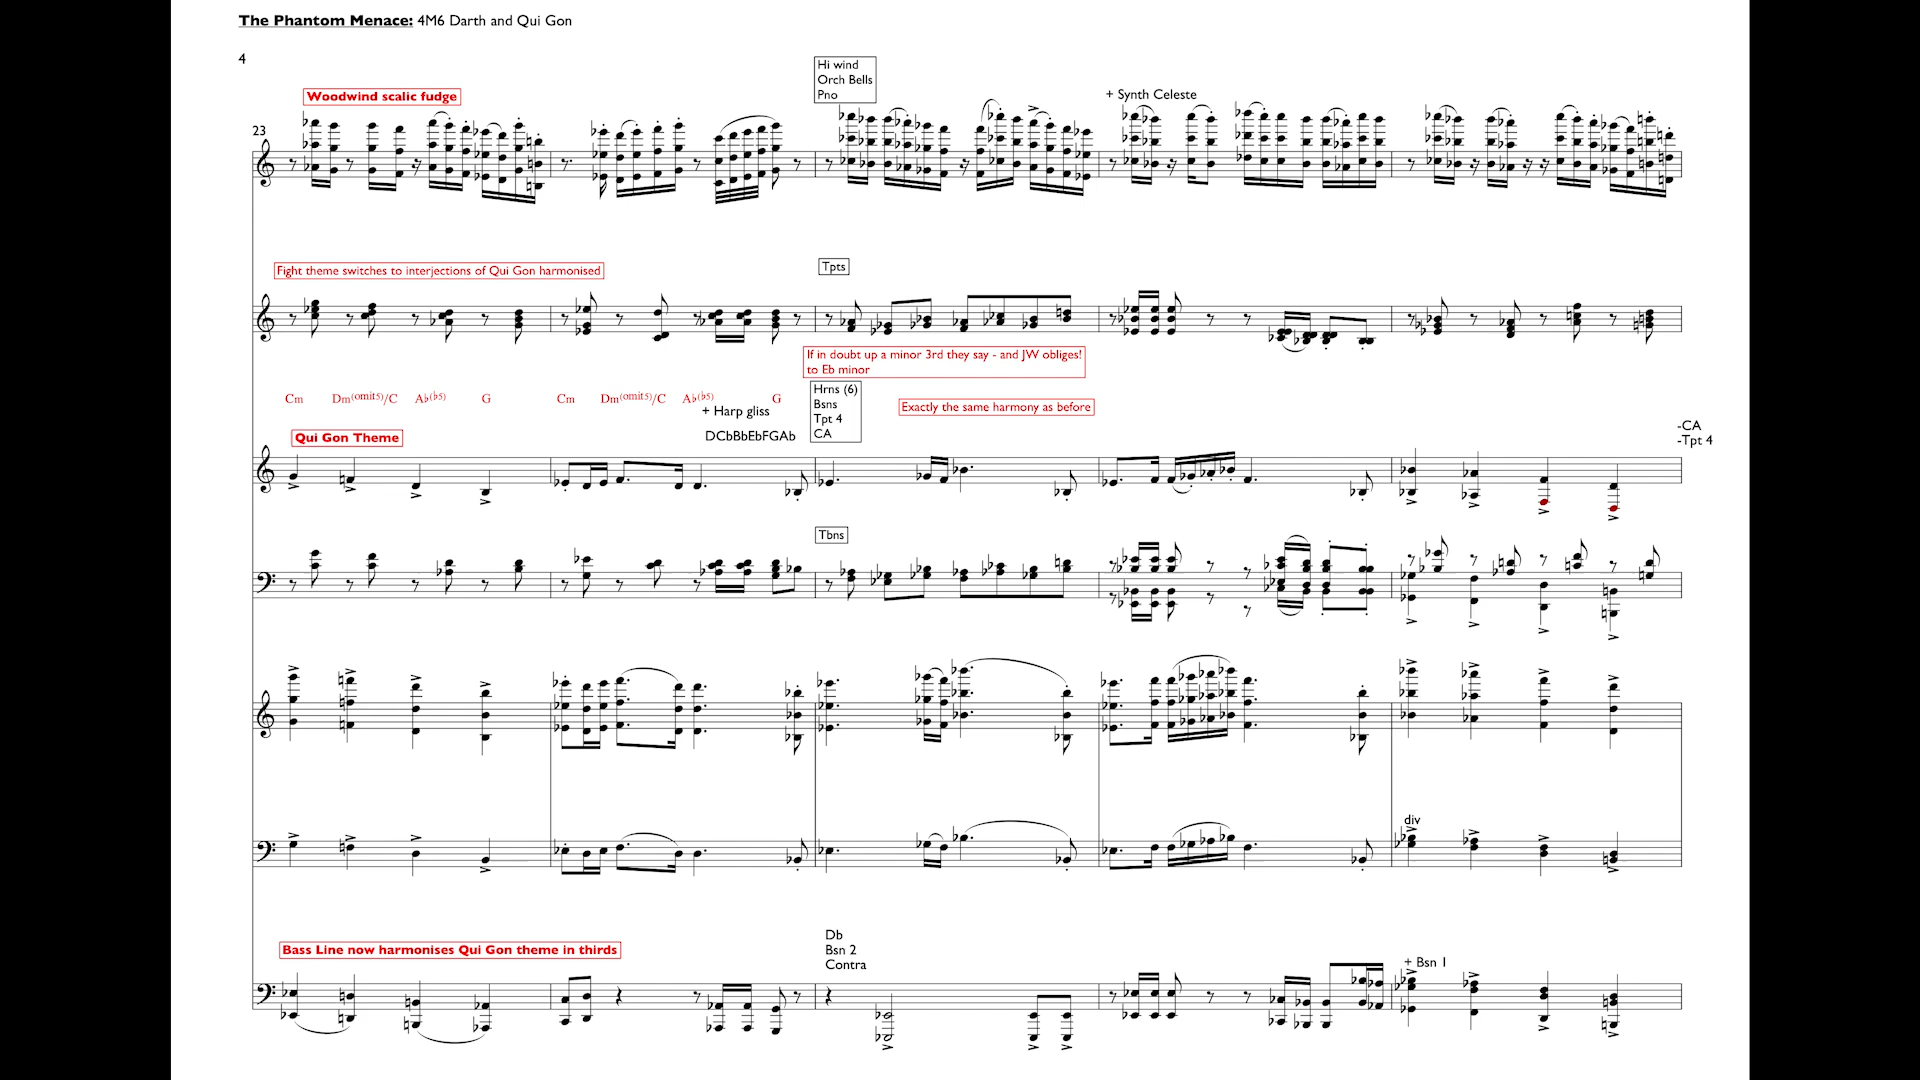 The Phantom Menace: 4M6 Darth and Qui Gon
4
Hi wind
Orch Bells
Pno
Woodwind scalic fudge
+ Synth Celeste
23
Fight theme switches to interjections of Qui Gon harmonised
Tpts
If in doubt up a minor 3rd they say - and JW obliges!
to Eb minor
Cm Dm(omit5)/C A♭(♭5) G Cm Dm(omit5)/C A♭(♭5) G
+ Harp gliss
DCbBbEbFGAb
Hrns (6)
Bsns
Tpt 4
CA
Exactly the same harmony as before
-CA
-Tpt 4
Qui Gon Theme
Tbns
div
Bass Line now harmonises Qui Gon theme in thirds
Db
Bsn 2
Contra
+ Bsn 1